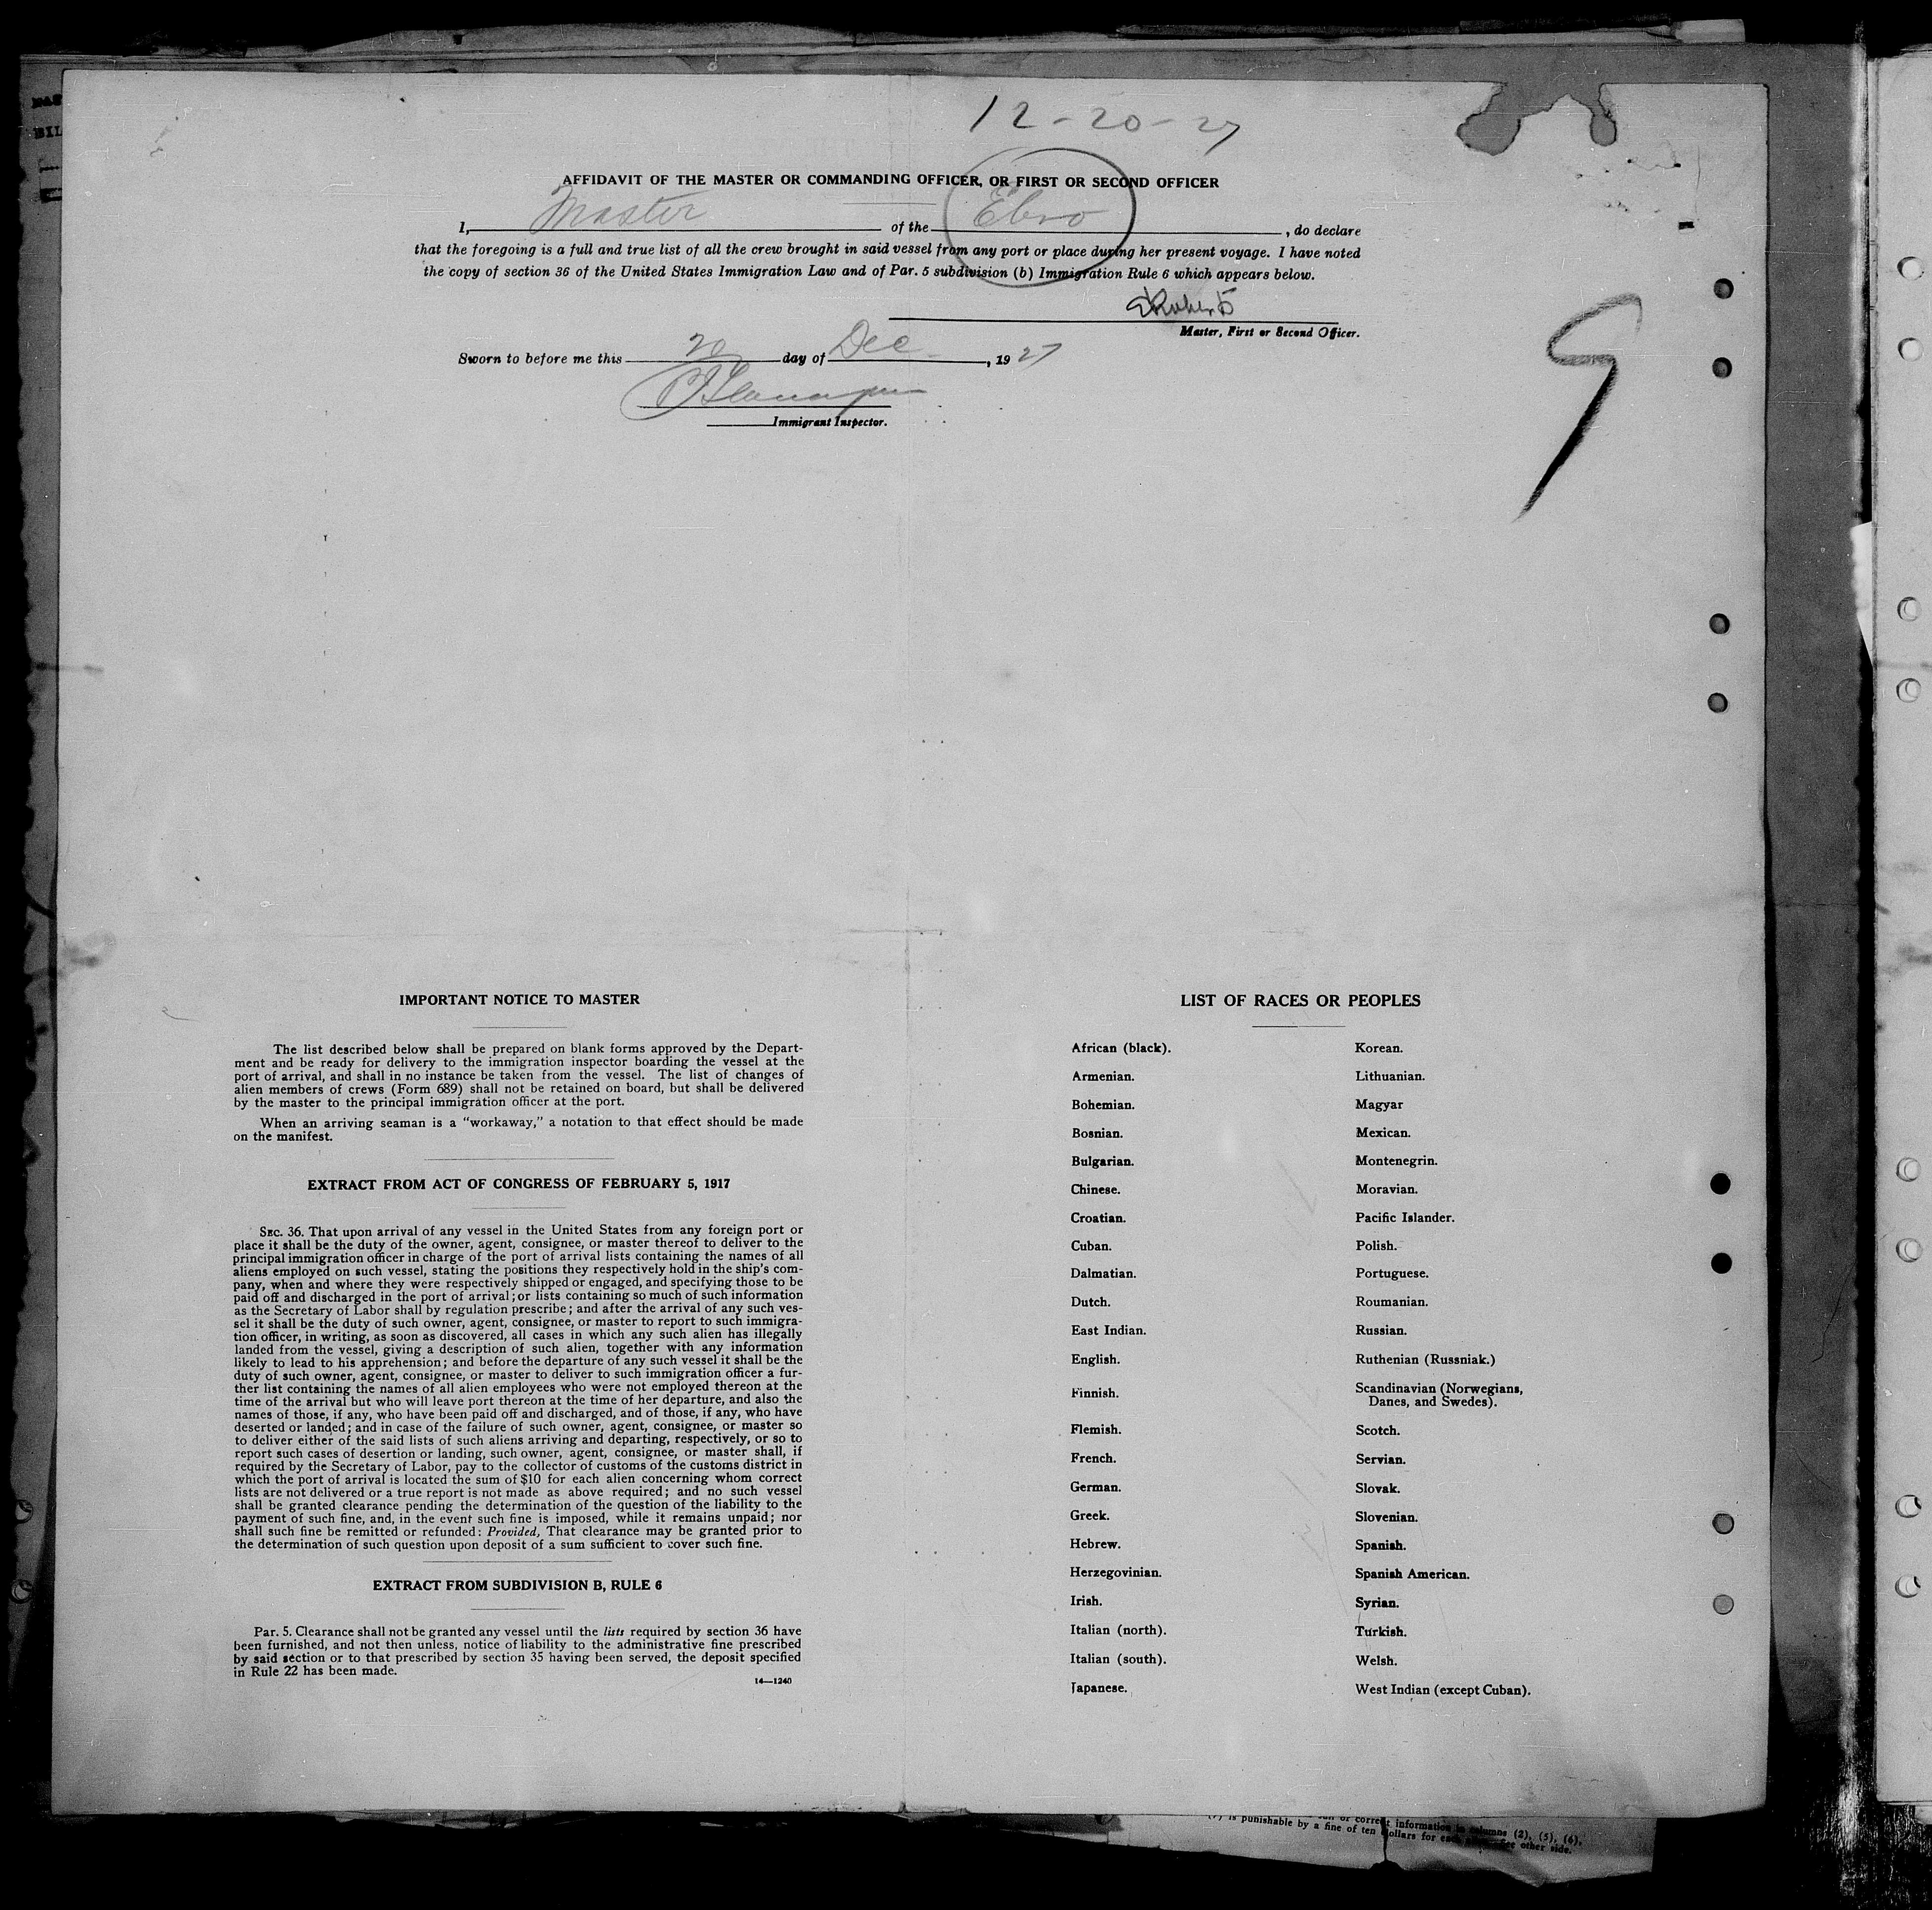 12-20-27
AFFIDAVIT OF THE MASTER OR COMMANDING OFFICER, OR FIRST OR SECOND OFFICER
I, Master of the Ebro, do declare
that the foregoing is a full and true list of all the crew brought in said vessel from any port or place during her present voyage. I have noted
the copy of section 36 of the United States Immigration Law and of Par. 5 subdivision (b) Immigration Rule 6 which appears below.
Master, First or Second Officer.
Sworn to before me this 20 day of Dec, 1927
Immigrant Inspector.
IMPORTANT NOTICE TO MASTER
The list described below shall be prepared on blank forms approved by the Depart-
ment and be ready for delivery to the immigration inspector boarding the vessel at the
port of arrival, and shall in no instance be taken from the vessel. The list of changes of
alien members of crews (Form 689) shall not be retained on board, but shall be delivered
by the master to the principal immigration officer at the port.
When an arriving seaman is a "workaway," a notation to that effect should be made
on the manifest.
EXTRACT FROM ACT OF CONGRESS OF FEBRUARY 5, 1917
SEC. 36. That upon arrival of any vessel in the United States from any foreign port or
place it shall be the duty of the owner, agent, consignee, or master thereof to deliver to the
principal immigration officer in charge of the port of arrival lists containing the names of all
aliens employed on such vessel, stating the positions they respectively hold in the ship's com-
pany, when and where they were respectively shipped or engaged, and specifying those to be
paid off and discharged in the port of arrival; or lists containing so much of such information
as the Secretary of Labor shall by regulation prescribe; and after the arrival of any such ves-
sel it shall be the duty of such owner, agent, consignee, or master to report to such immigra-
tion officer, in writing, as soon as discovered, all cases in which any such alien has illegally
landed from the vessel, giving a description of such alien, together with any information
likely to lead to his apprehension; and before the departure of any such vessel it shall be the
duty of such owner, agent, consignee, or master to deliver to such immigration officer a fur-
ther list containing the names of all alien employees who were not employed thereon at the
time of the arrival but who will leave port thereon at the time of her departure, and also the
names of those, if any, who have been paid off and discharged, and of those, if any, who have
deserted or landed; and in case of the failure of such owner, agent, consignee, or master so
to deliver either of the said lists of such aliens arriving and departing, respectively, or so to
report such cases of desertion or landing, such owner, agent, consignee, or master shall, if
required by the Secretary of Labor, pay to the collector of customs of the customs district in
which the port of arrival is located the sum of $10 for each alien concerning whom correct
lists are not delivered or a true report is not made as above required; and no such vessel
shall be granted clearance pending the determination of the question of the liability to the
payment of such fine, and, in the event such fine is imposed, while it remains unpaid; nor
shall such fine be remitted or refunded: Provided, That clearance may be granted prior to
the determination of such question upon deposit of a sum sufficient to cover such fine.
EXTRACT FROM SUBDIVISION B, RULE 6
Par. 5. Clearance shall not be granted any vessel until the lists required by section 36 have
been furnished, and not then unless, notice of liability to the administrative fine prescribed
by said section or to that prescribed by section 35 having been served, the deposit specified
in Rule 22 has been made.
14—1240
LIST OF RACES OR PEOPLES
African (black).
Armenian.
Bohemian.
Bosnian.
Bulgarian.
Chinese.
Croatian.
Cuban.
Dalmatian.
Dutch.
East Indian.
English.
Finnish.
Flemish.
French.
German.
Greek.
Hebrew.
Herzegovinian.
Irish.
Italian (north).
Italian (south).
Japanese.
Korean.
Lithuanian.
Magyar
Mexican.
Montenegrin.
Moravian.
Pacific Islander.
Polish.
Portuguese.
Roumanian.
Russian.
Ruthenian (Russniak.)
Scandinavian (Norwegians,
Danes, and Swedes).
Scotch.
Servian.
Slovak.
Slovenian.
Spanish.
Spanish American.
Syrian.
Turkish.
Welsh.
West Indian (except Cuban).
or correct information in columns (2), (5), (6),
(7) is punishable by a fine of ten dollars for each other side.